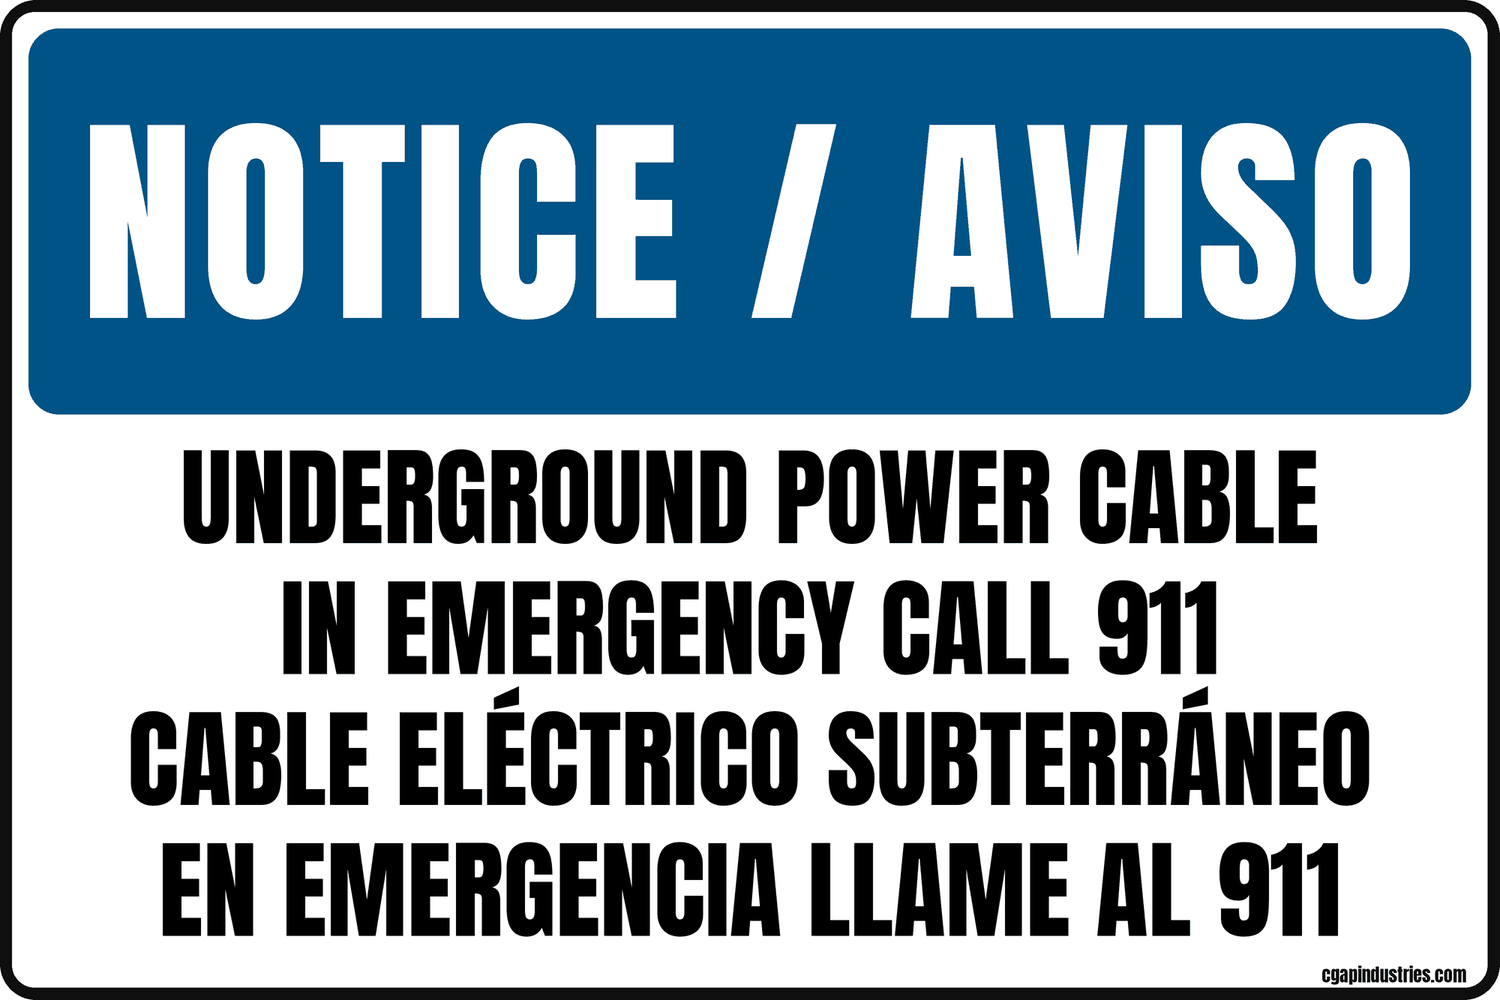 NOTICE / AVISO
UNDERGROUND POWER CABLE
IN EMERGENCY CALL 911
CABLE ELÉCTRICO SUBTERRÁNEO
EN EMERGENCIA LLAME AL 911
cgapindustries.com